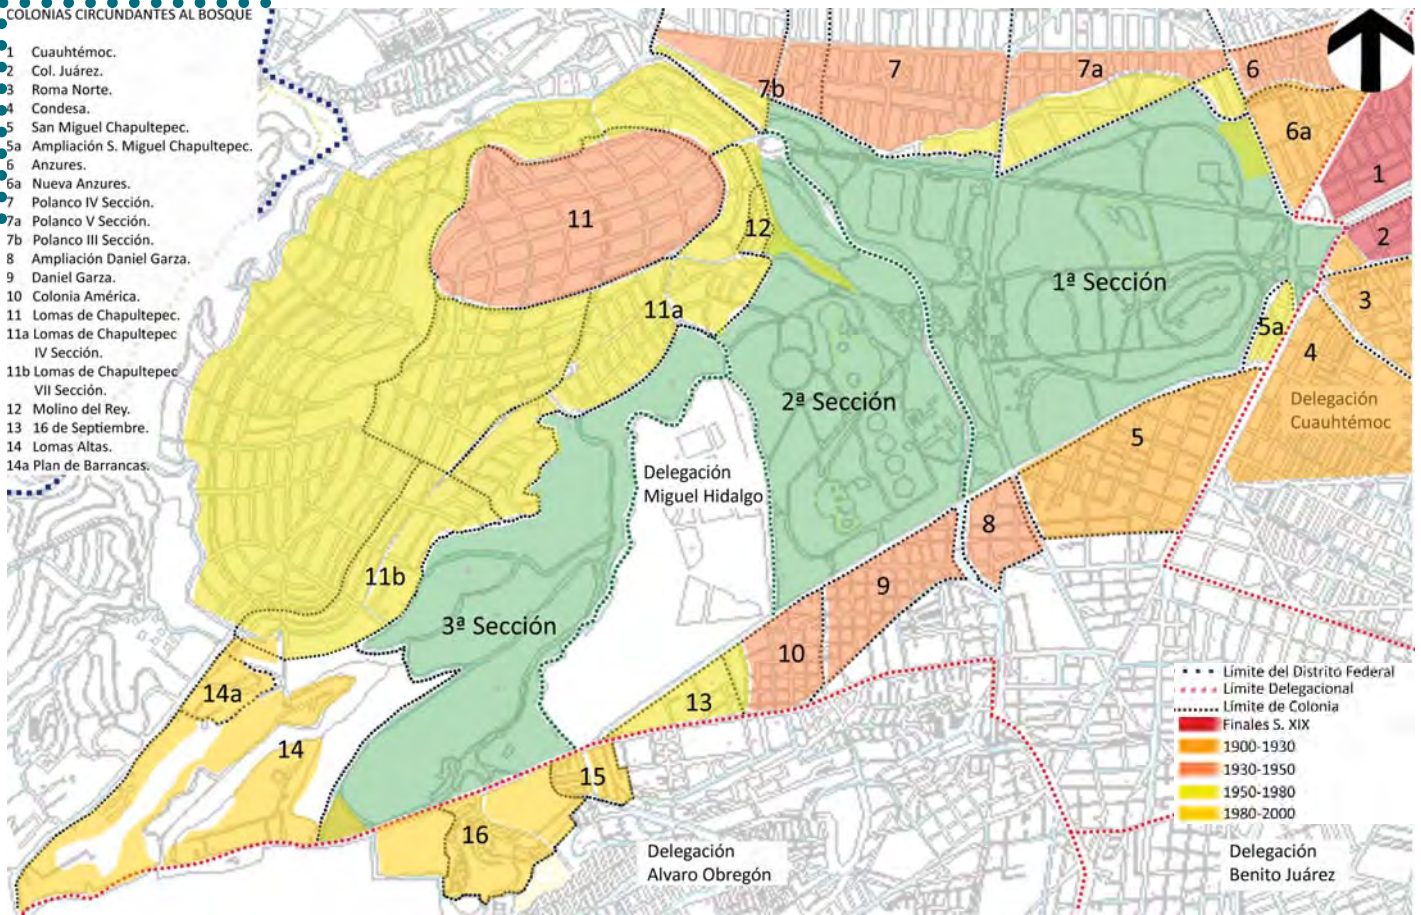 COLONIAS CIRCUNDANTES AL BOSQUE
1 Cuauhtémoc.
2 Col. Juárez.
3 Roma Norte.
4 Condesa.
5 San Miguel Chapultepec.
5a Ampliación S. Miguel Chapultepec.
6 Anzures.
6a Nueva Anzures.
7 Polanco IV Sección.
7a Polanco V Sección.
7b Polanco III Sección.
8 Ampliación Daniel Garza.
9 Daniel Garza.
10 Colonia América.
11 Lomas de Chapultepec.
11a Lomas de Chapultepec
IV Sección.
11b Lomas de Chapultepec
VII Sección.
12 Molino del Rey.
13 16 de Septiembre.
14 Lomas Altas.
14a Plan de Barrancas.
7b
7
7a
6
6a
1
2
3
4
5a
5
11
12
11a
11b
1ª Sección
2ª Sección
3ª Sección
Delegación
Cuauhtémoc
Delegación
Miguel Hidalgo
8
9
10
13
14a
14
15
16
Delegación
Alvaro Obregón
Delegación
Benito Juárez
Límite del Distrito Federal
Límite Delegacional
Límite de Colonia
Finales S. XIX
1900-1930
1930-1950
1950-1980
1980-2000